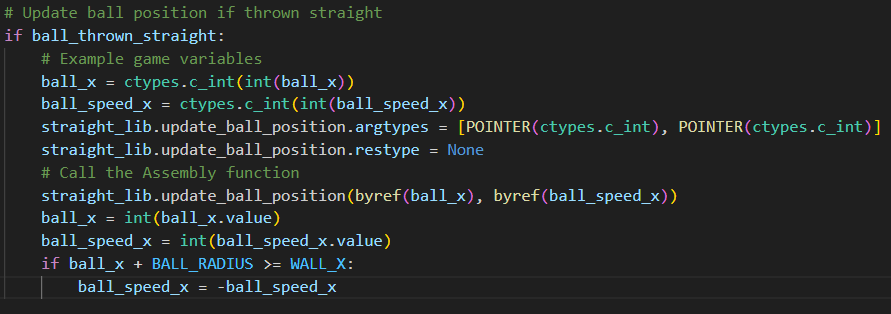 # Update ball position if thrown straight
if ball_thrown_straight:
    # Example game variables
    ball_x = ctypes.c_int(int(ball_x))
    ball_speed_x = ctypes.c_int(int(ball_speed_x))
    straight_lib.update_ball_position.argtypes = [POINTER(ctypes.c_int), POINTER(ctypes.c_int)]
    straight_lib.update_ball_position.restype = None
    # Call the Assembly function
    straight_lib.update_ball_position(byref(ball_x), byref(ball_speed_x))
    ball_x = int(ball_x.value)
    ball_speed_x = int(ball_speed_x.value)
    if ball_x + BALL_RADIUS >= WALL_X:
        ball_speed_x = -ball_speed_x